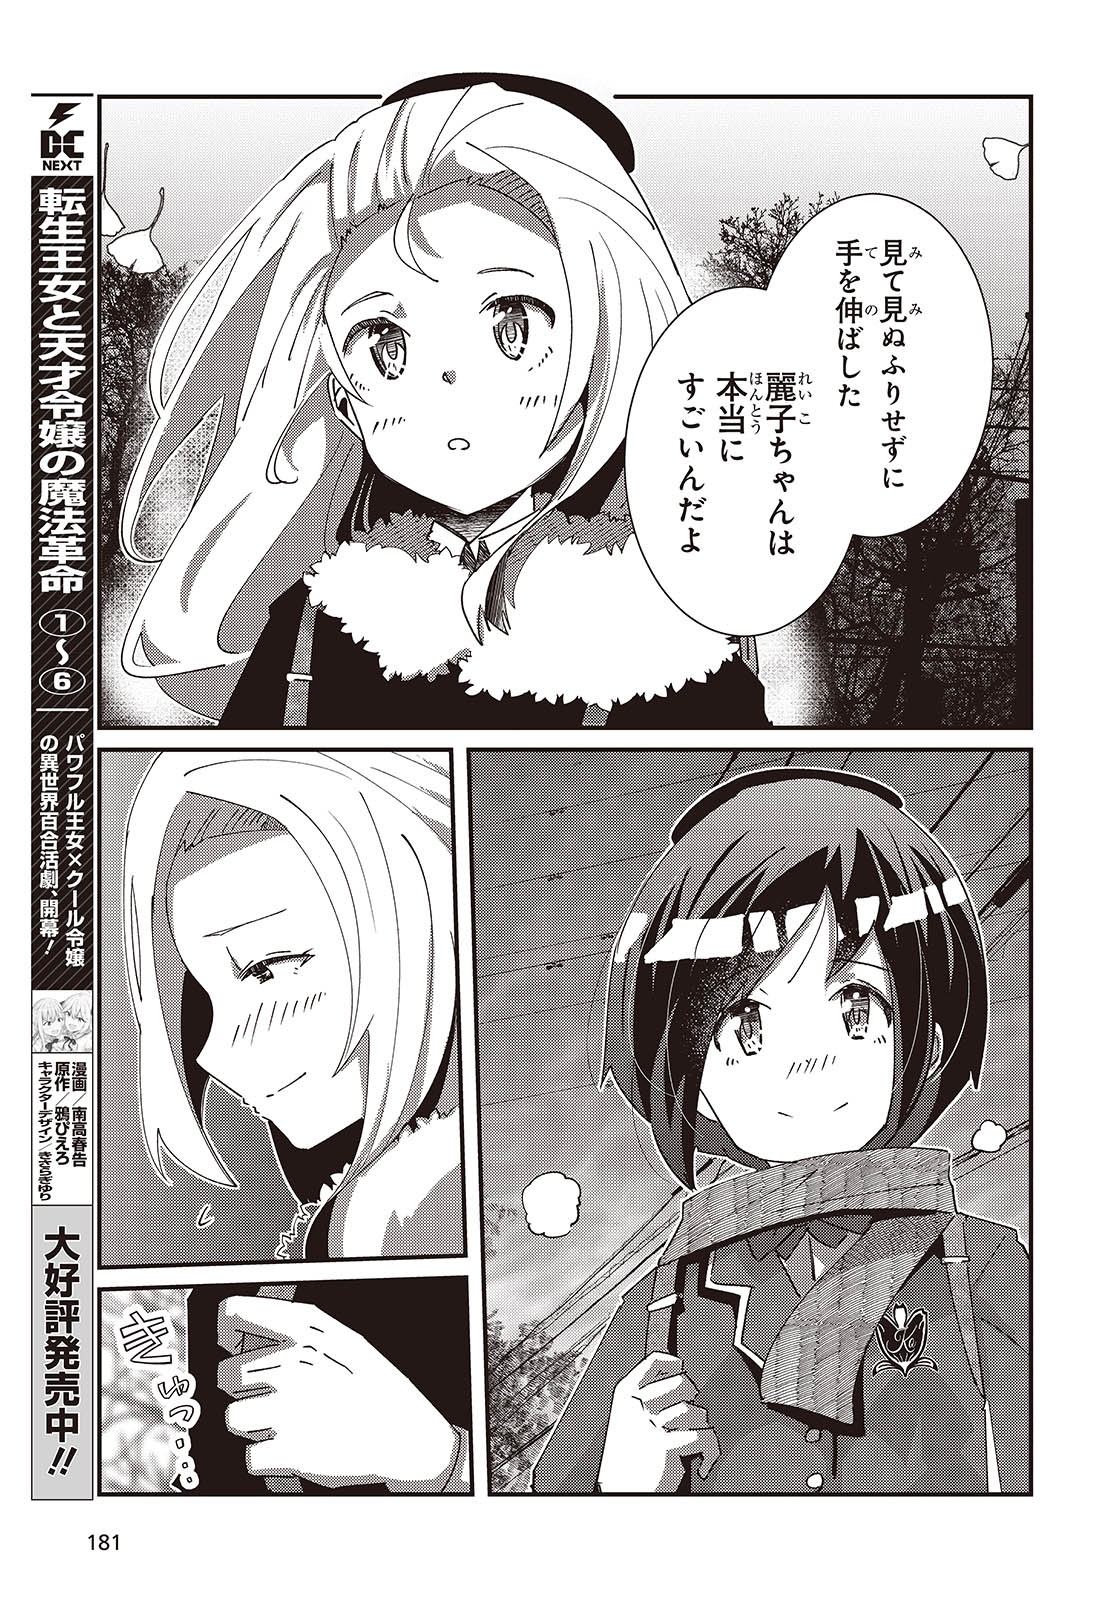 見て見ぬふりせずに
手を伸ばした
麗子ちゃんは
本当に
すごいんだよ
きゅっ…
DC
NEXT
転生王女と天才令嬢の魔法革命 ①〜⑥
パワフル王女×クール令嬢
の異世界百合活劇、開幕！
漫画／南高春告
原作／鴉ぴえろ
キャラクターデザイン／きさらぎゆり
大好評発売中!!
181